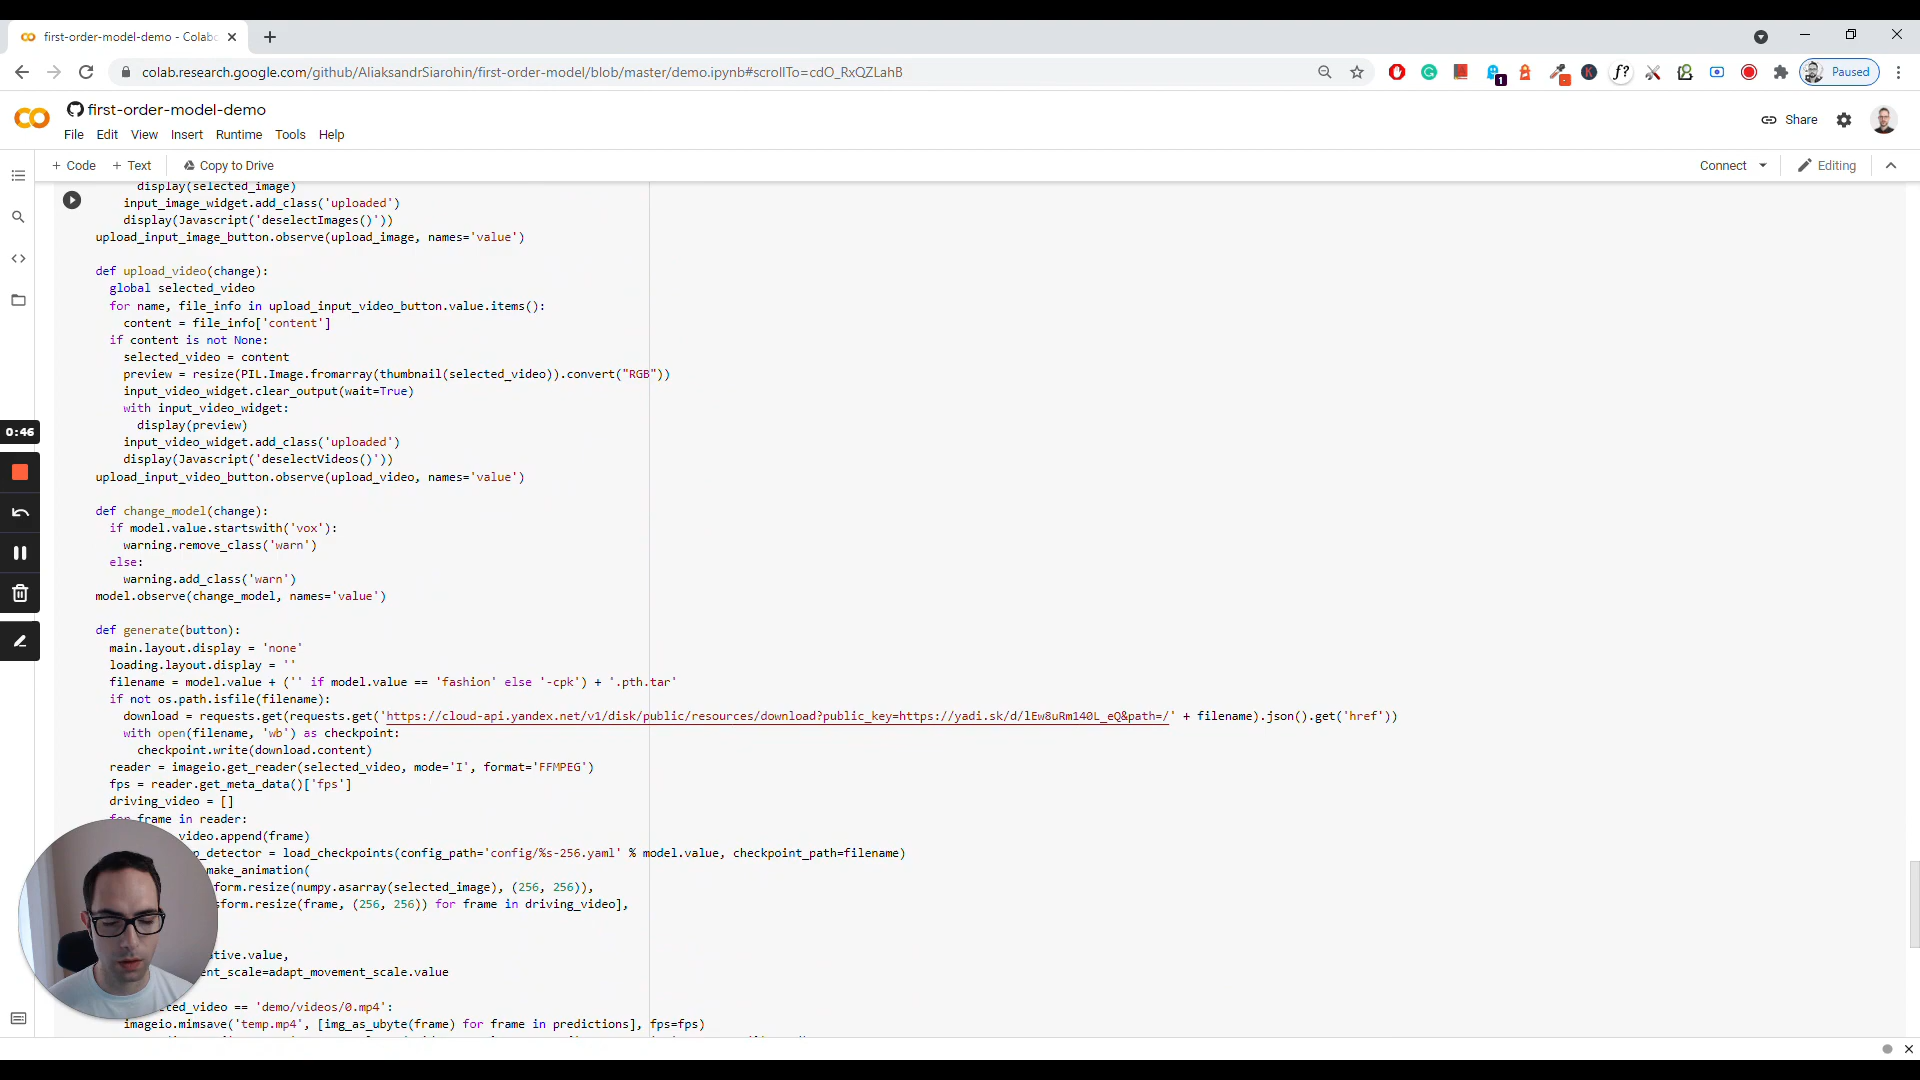 first-order-model-demo - Colab
colab.research.google.com/github/AliaksandrSiarohin/first-order-model/blob/master/demo.ipynb#scrollTo=cdO_RxQZLahB
1
f?
Paused
first-order-model-demo
File Edit View Insert Runtime Tools Help
Share
+ Code + Text Copy to Drive
Connect Editing
display(selected_image)
input_image_widget.add_class('uploaded')
display(Javascript('deselectImages()'))
upload_input_image_button.observe(upload_image, names='value')
def upload_video(change):
global selected_video
for name, file_info in upload_input_video_button.value.items():
content = file_info['content']
if content is not None:
selected_video = content
preview = resize(PIL.Image.fromarray(thumbnail(selected_video)).convert("RGB"))
input_video_widget.clear_output(wait=True)
with input_video_widget:
display(preview)
input_video_widget.add_class('uploaded')
display(Javascript('deselectVideos()'))
upload_input_video_button.observe(upload_video, names='value')
0:46
def change_model(change):
if model.value.startswith('vox'):
warning.remove_class('warn')
else:
warning.add_class('warn')
model.observe(change_model, names='value')
def generate(button):
main.layout.display = 'none'
loading.layout.display = ''
filename = model.value + ('' if model.value == 'fashion' else '-cpk') + '.pth.tar'
if not os.path.isfile(filename):
download = requests.get(requests.get('https://cloud-api.yandex.net/v1/disk/public/resources/download?public_key=https://yadi.sk/d/lEw8uRm140L_eQ&path=/' + filename).json().get('href'))
with open(filename, 'wb') as checkpoint:
checkpoint.write(download.content)
reader = imageio.get_reader(selected_video, mode='I', format='FFMPEG')
fps = reader.get_meta_data()['fps']
driving_video = []
for frame in reader:
video.append(frame)
p_detector = load_checkpoints(config_path='config/%s-256.yaml' % model.value, checkpoint_path=filename)
make_animation(
form.resize(numpy.asarray(selected_image), (256, 256)),
sform.resize(frame, (256, 256)) for frame in driving_video],
tive.value,
ent_scale=adapt_movement_scale.value
cted_video == 'demo/videos/0.mp4':
imageio.mimsave('temp.mp4', [img_as_ubyte(frame) for frame in predictions], fps=fps)